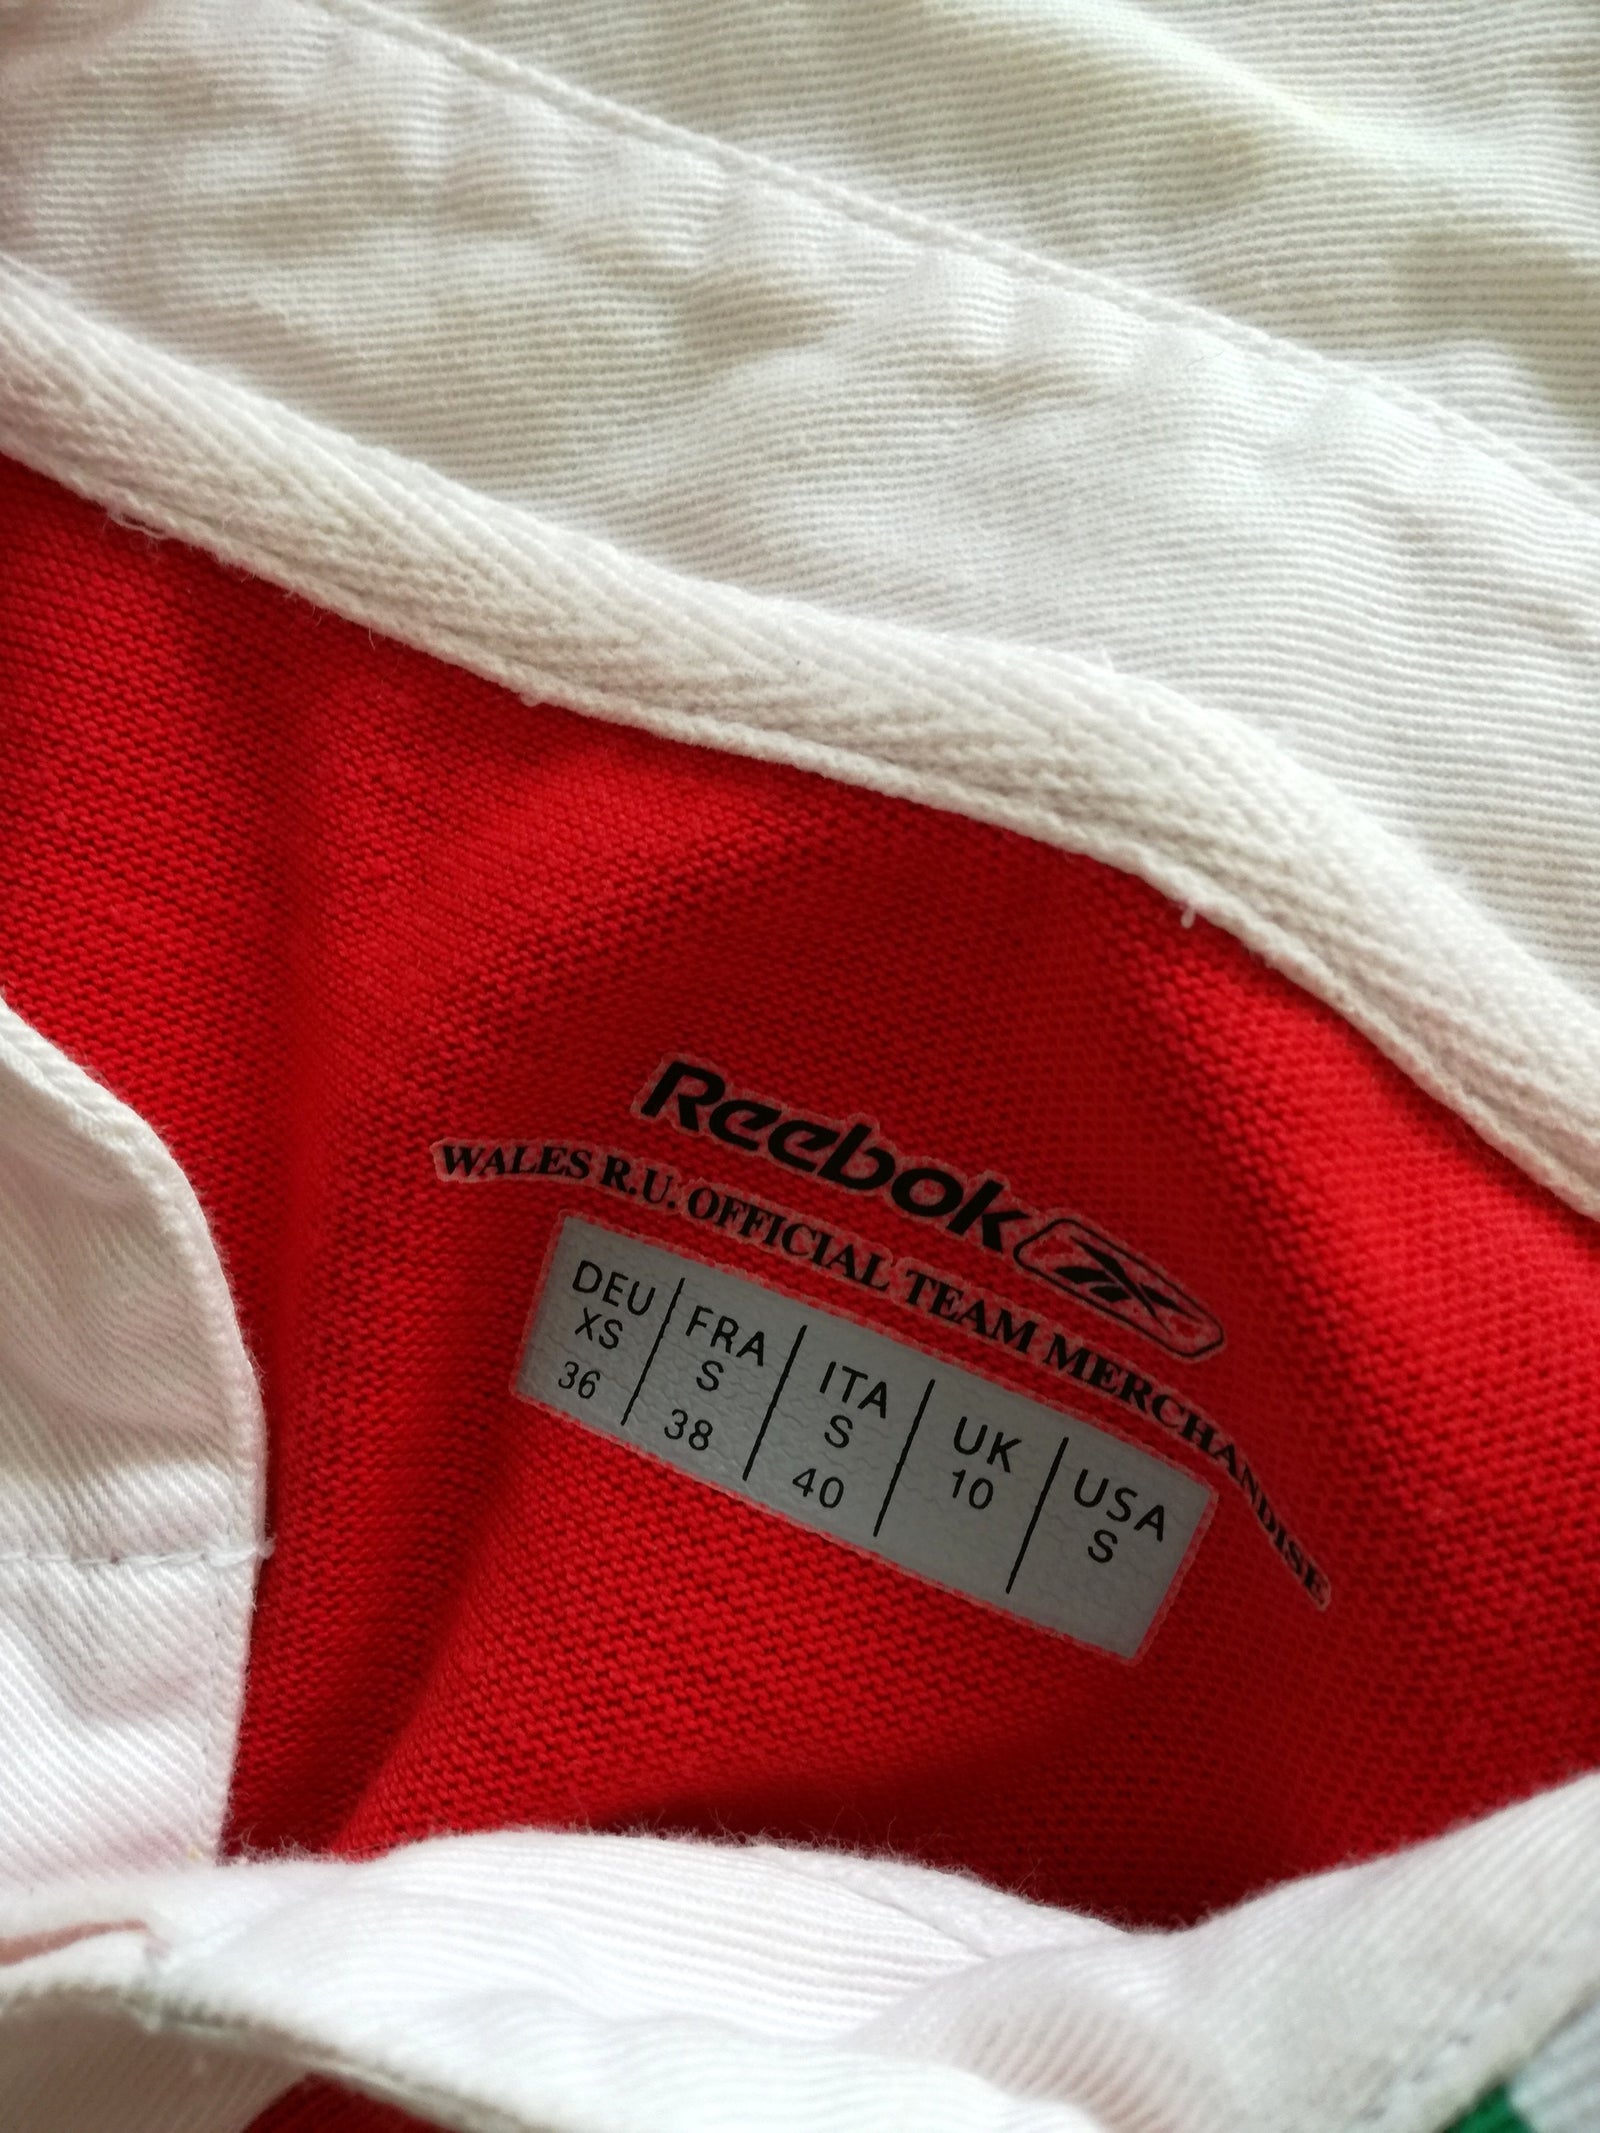 Reebok
WALES R.U. OFFICIAL TEAM MERCHANDISE
DEU FRA ITA UK USA
XS S S 10 S
36 38 40